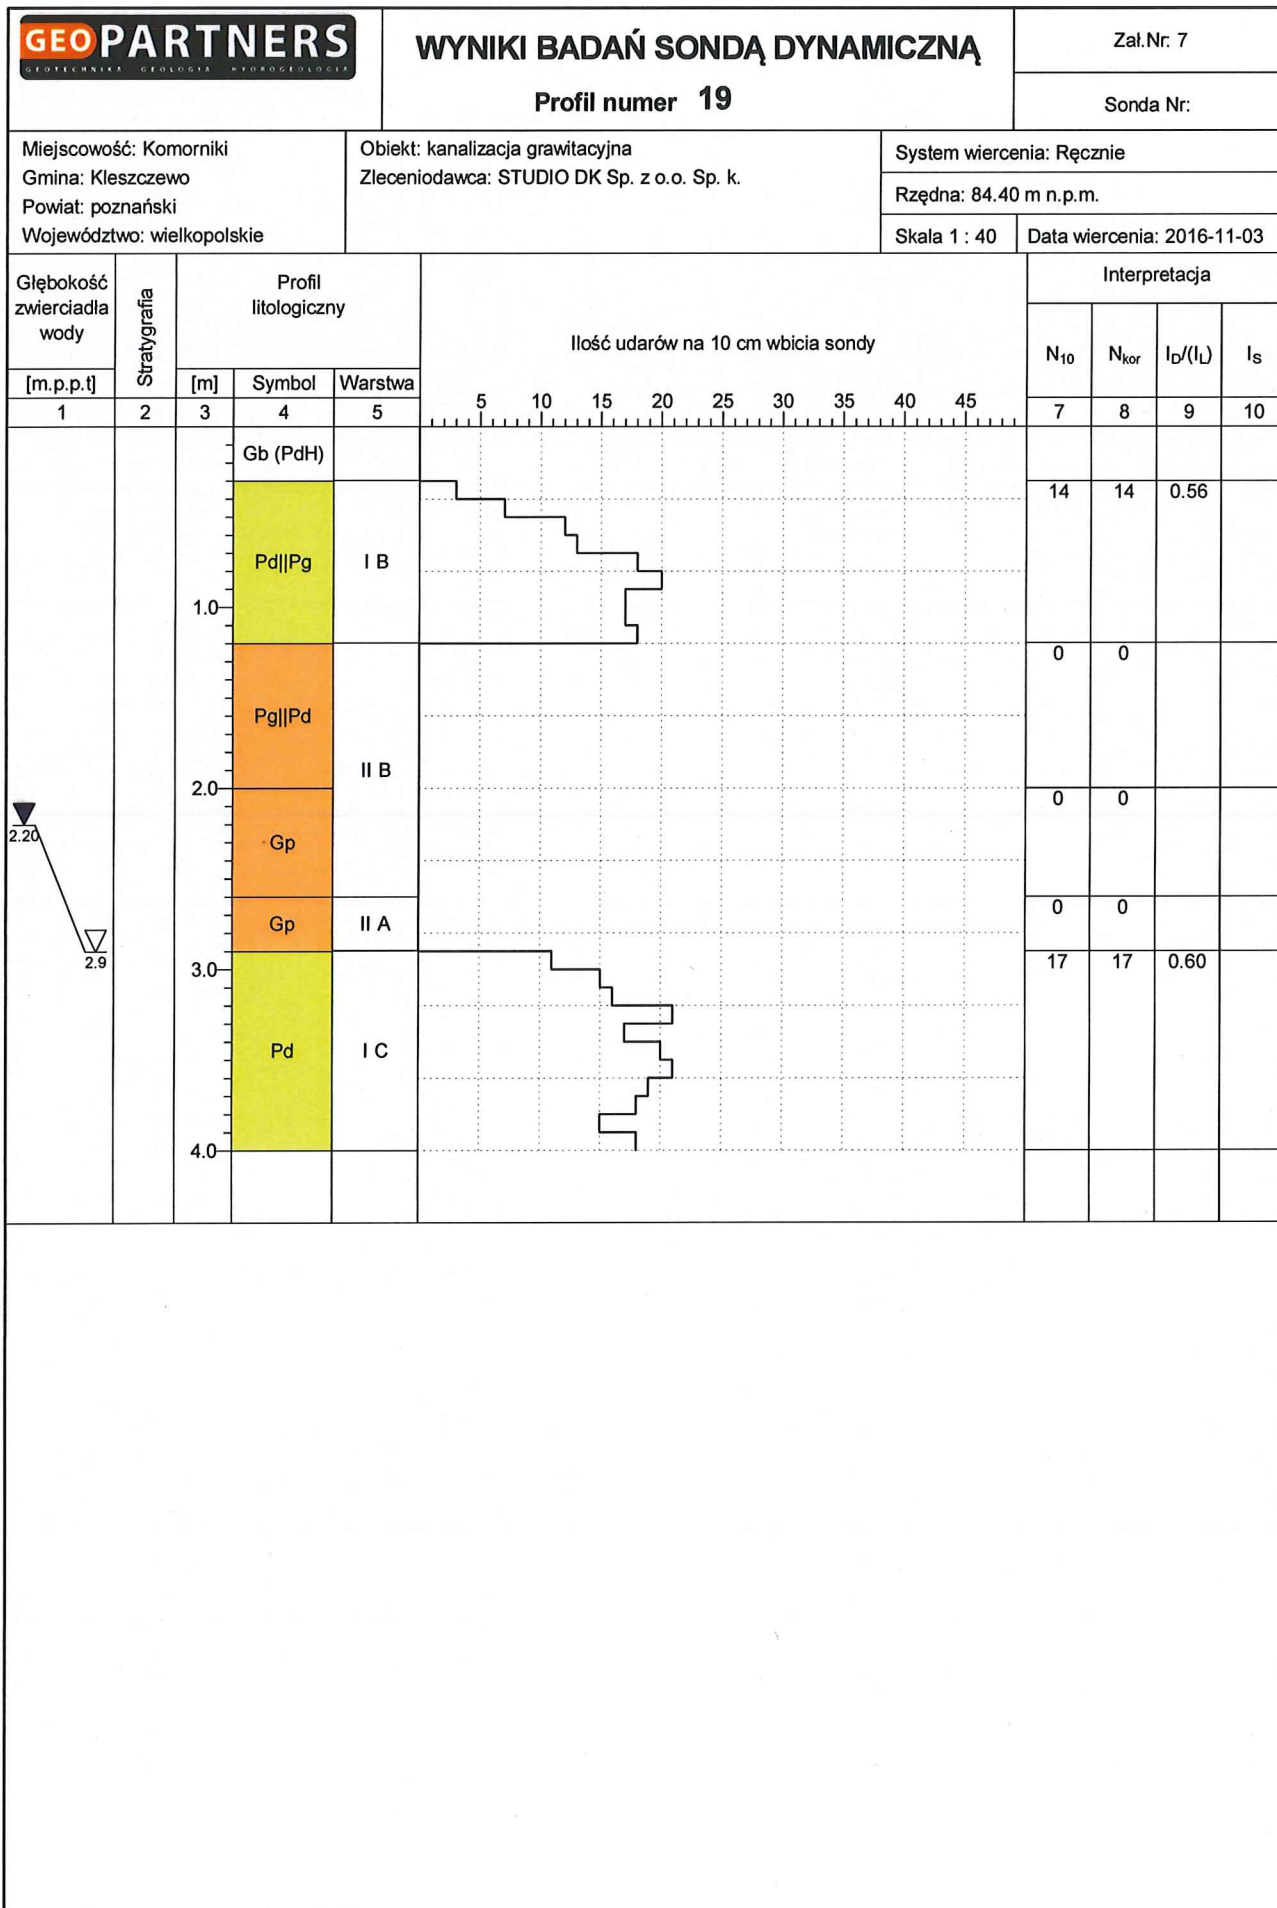 GEOPARTNERS
GEOTECHNIKA GEOLOGIA HYDROGEOLOGIA
WYNIKI BADAŃ SONDĄ DYNAMICZNĄ
Profil numer 19
Zał.Nr: 7
Sonda Nr:
Miejscowość: Komorniki
Gmina: Kleszczewo
Powiat: poznański
Województwo: wielkopolskie
Obiekt: kanalizacja grawitacyjna
Zleceniodawca: STUDIO DK Sp. z o.o. Sp. k.
System wiercenia: Ręcznie
Rzędna: 84.40 m n.p.m.
Skala 1 : 40 Data wiercenia: 2016-11-03
Głębokość
zwierciadła
wody
[m.p.p.t]
Stratygrafia
Profil
litologiczny
[m] Symbol Warstwa
Ilość udarów na 10 cm wbicia sondy
5 10 15 20 25 30 35 40 45
Interpretacja
N10 Nkor ID/(IL) IS
1 2 3 4 5 7 8 9 10
Gb (PdH)
14 14 0.56
Pd||Pg I B
1.0
0 0
Pg||Pd
II B
2.0
0 0
2.20
Gp
0 0
Gp II A
2.9
17 17 0.60
3.0
Pd I C
4.0